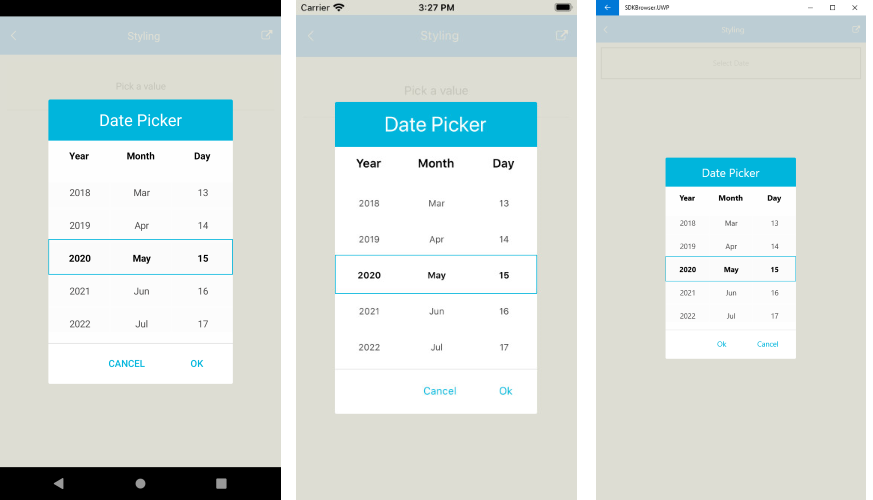 Styling
Pick a value
Date Picker
Year Month Day
2018 Mar 13
2019 Apr 14
2020 May 15
2021 Jun 16
2022 Jul 17
CANCEL OK
Carrier 3:27 PM
Styling
Pick a value
Date Picker
Year Month Day
2018 Mar 13
2019 Apr 14
2020 May 15
2021 Jun 16
2022 Jul 17
Cancel Ok
SDKBrowser.UWP
Styling
Select Date
Date Picker
Year Month Day
2018 Mar 13
2019 Apr 14
2020 May 15
2021 Jun 16
2022 Jul 17
Ok Cancel